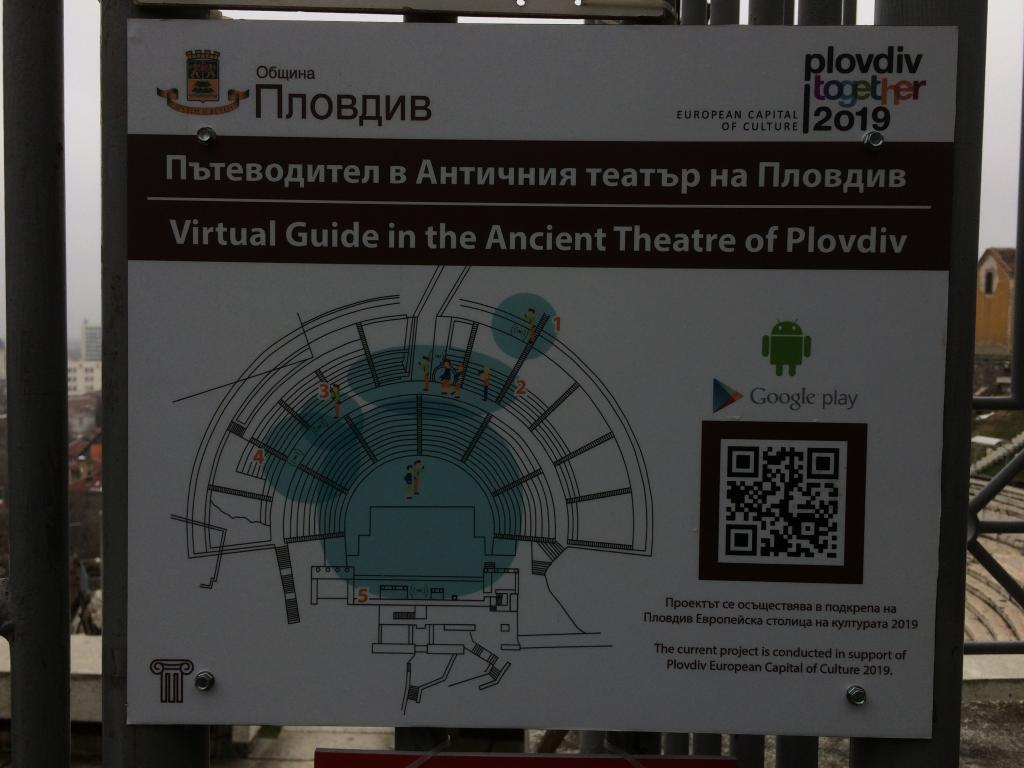 Община
Пловдив
EUROPEAN CAPITAL
OF CULTURE
plovdiv
together
2019
Пътеводител в Античния театър на Пловдив
Virtual Guide in the Ancient Theatre of Plovdiv
1
2
3
4
5
Google play
Проектът се осъществява в подкрепа на
Пловдив Европейска столица на културата 2019
The current project is conducted in support of
Plovdiv European Capital of Culture 2019.